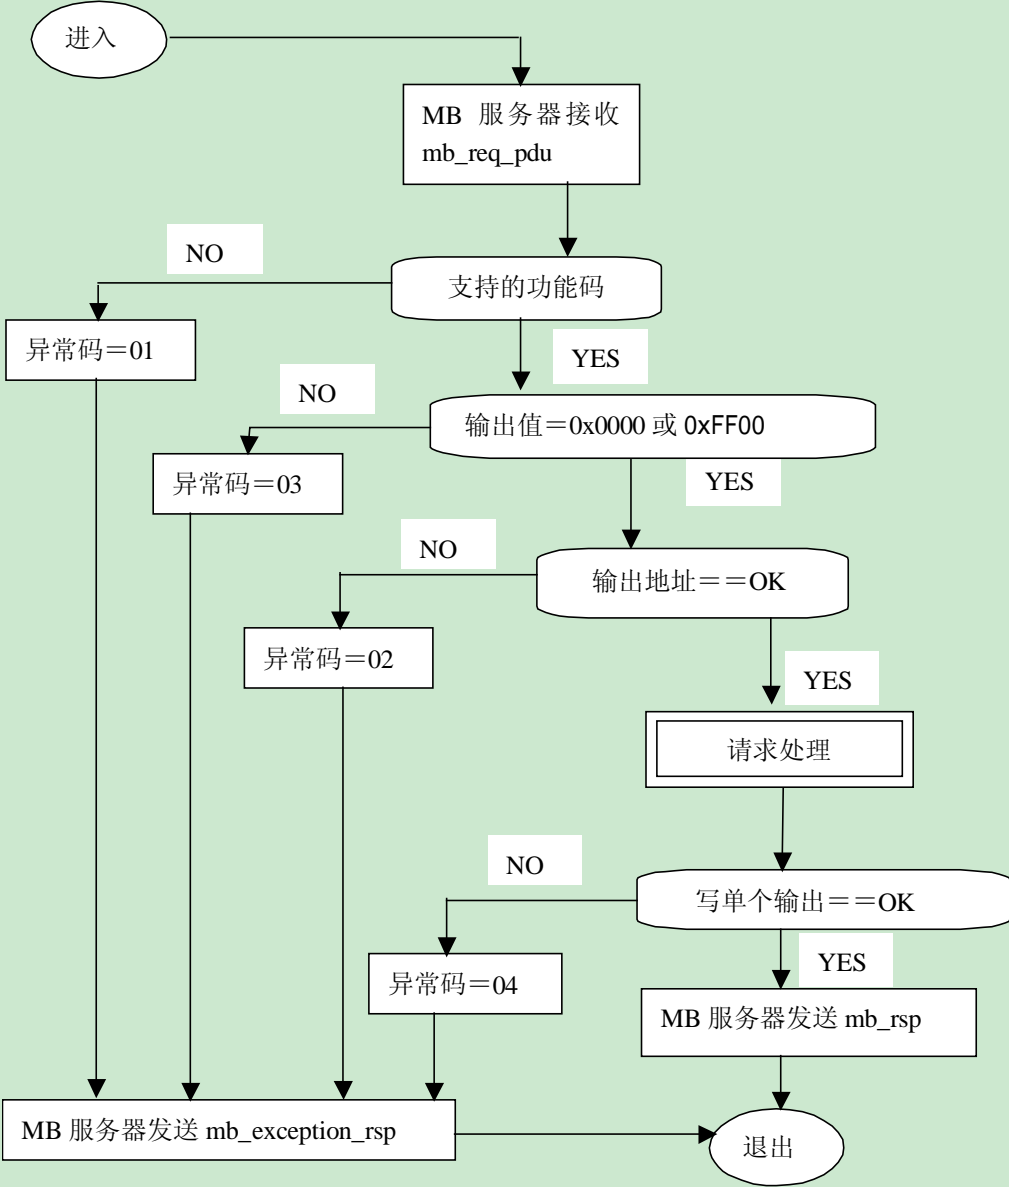 进入
MB 服务器接收
mb_req_pdu
NO
支持的功能码
异常码＝01
YES
NO
输出值＝0x0000 或 0xFF00
异常码＝03
YES
NO
输出地址＝＝OK
异常码＝02
YES
请求处理
NO
写单个输出＝＝OK
异常码＝04
YES
MB 服务器发送 mb_rsp
MB 服务器发送 mb_exception_rsp
退出